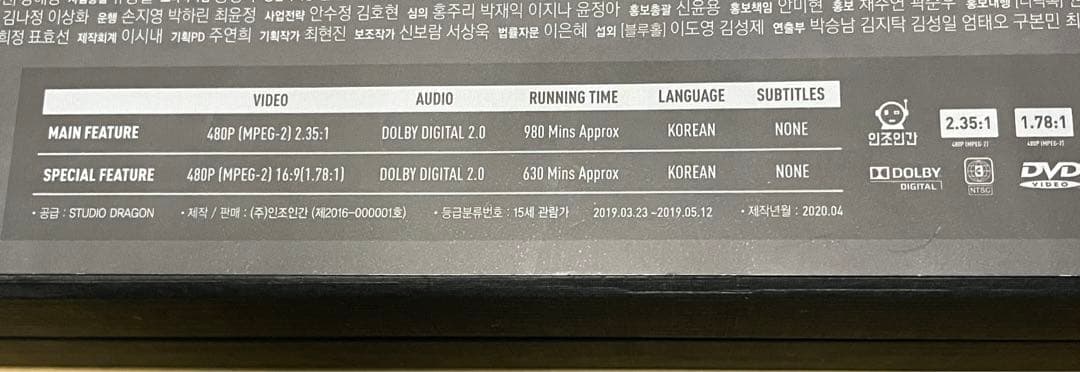 김나정 이상화 운행 손지영 박하린 최윤정 사업전략 안수정 김호현 심의 홍주리 박재익 이지나 윤정아 홍보총괄 신윤용 홍보책임 안미현 홍보
희정 표효선 제작회계 이시내 기획PD 주연희 기획작가 최현진 보조작가 신보람 서상욱 법률자문 이은혜 섭외 [블루홀] 이도영 김성제 연출부 박승남 김지탁 김성일 엄태오 구본민 최
VIDEO AUDIO RUNNING TIME LANGUAGE SUBTITLES
MAIN FEATURE 480P (MPEG-2) 2.35:1 DOLBY DIGITAL 2.0 980 Mins Approx KOREAN NONE
SPECIAL FEATURE 480P (MPEG-2) 16:9(1.78:1) DOLBY DIGITAL 2.0 630 Mins Approx KOREAN NONE
• 공급 : STUDIO DRAGON • 제작 / 판매 : (주)인조인간 (제2016-000001호) • 등급분류번호 : 15세 관람가 2019.03.23 ~2019.05.12 • 제작년월 : 2020.04
인조인간
2.35:1
480P (MPEG-2)
1.78:1
480P (MPEG-2)
DOLBY
DIGITAL
3
NTSC
DVD
VIDEO